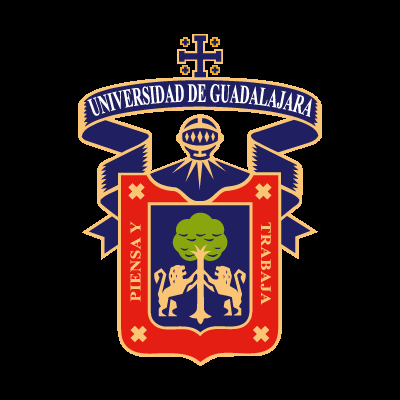 UNIVERSIDAD DE GUADALAJARA
PIENSA Y
TRABAJA